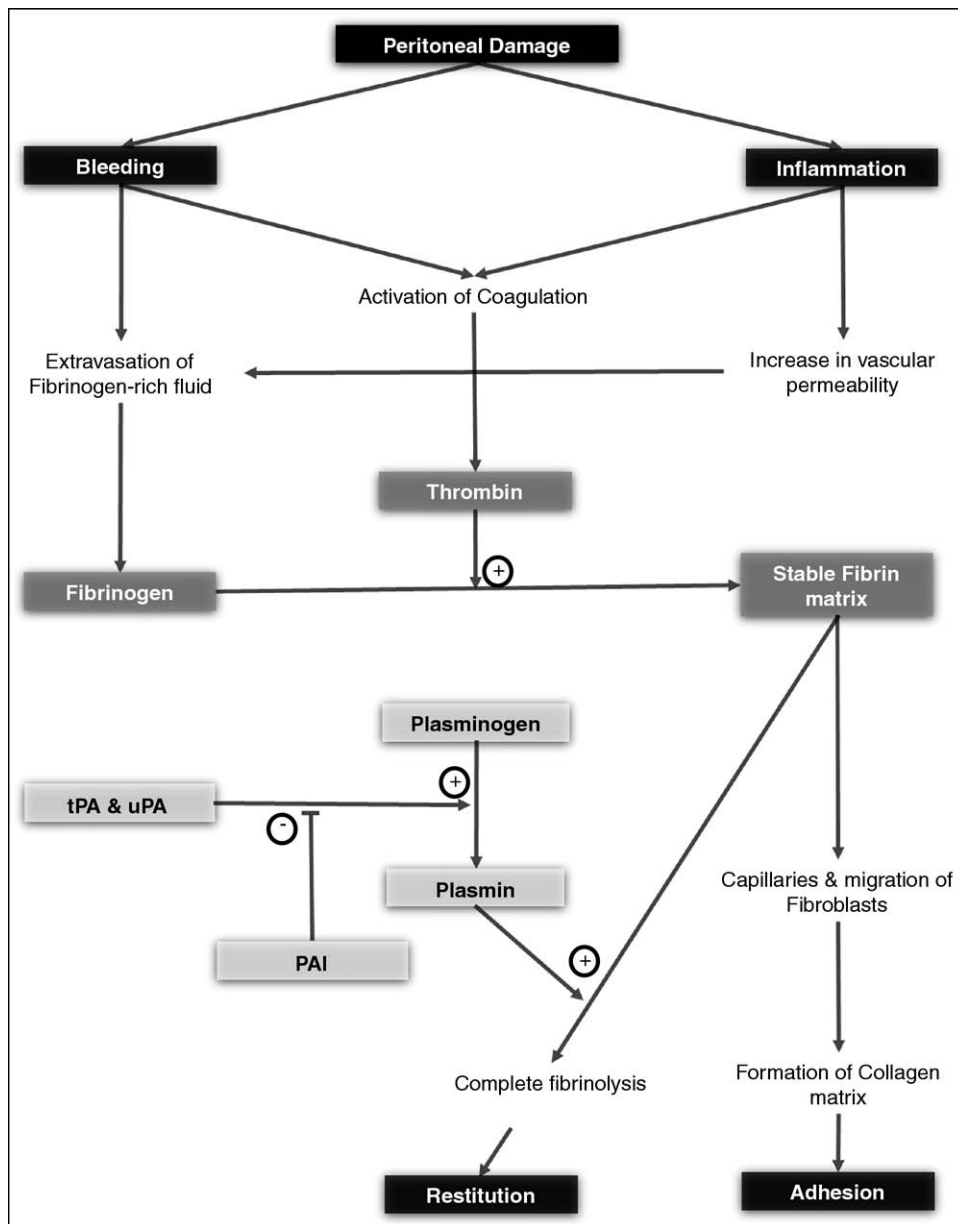 Peritoneal Damage
Bleeding
Inflammation
Activation of Coagulation
Extravasation of
Fibrinogen-rich fluid
Increase in vascular
permeability
Thrombin
+
Fibrinogen
Stable Fibrin
matrix
Plasminogen
+
tPA & uPA
-
Plasmin
Capillaries & migration of
Fibroblasts
+
PAI
Complete fibrinolysis
Formation of Collagen
matrix
Restitution
Adhesion